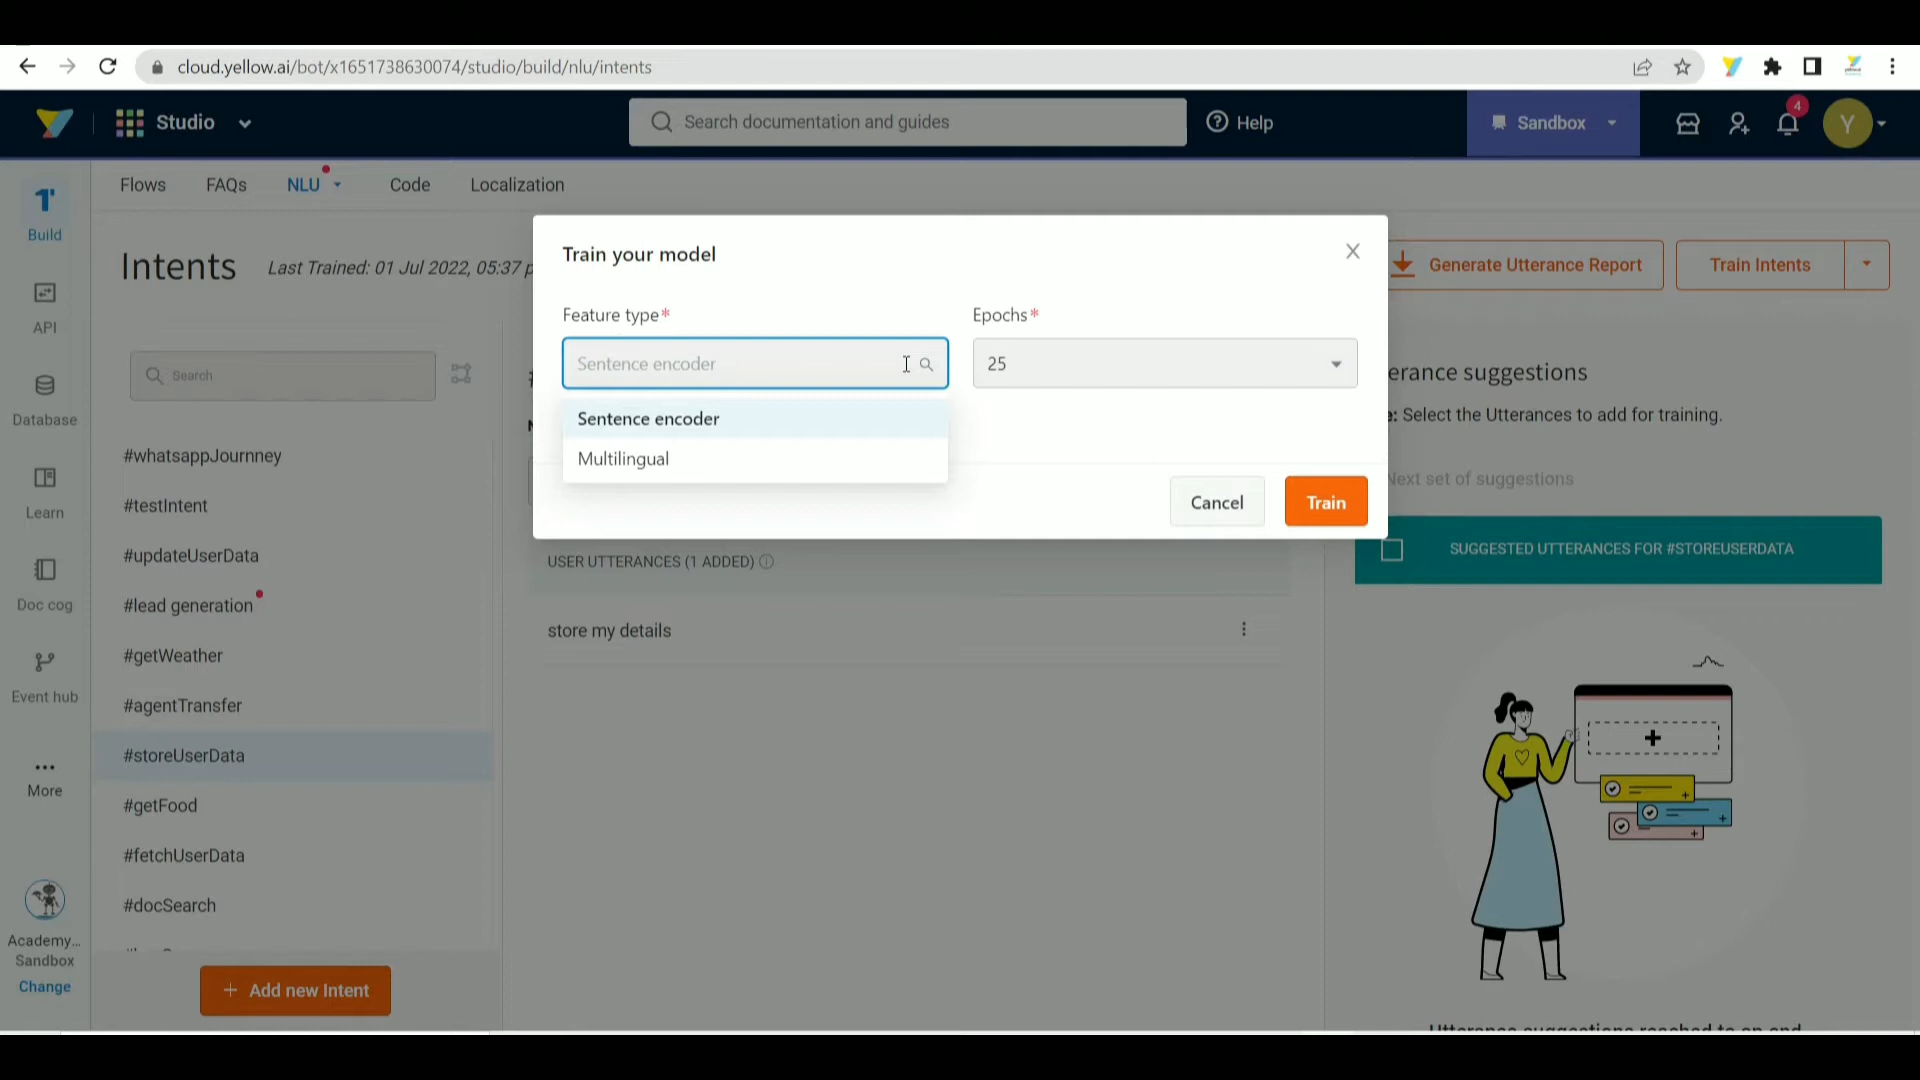 cloud.yellow.ai/bot/x1651738630074/studio/build/nlu/intents
Studio
Search documentation and guides
Help
Sandbox
4
Y
Flows
FAQs
NLU
Code
Localization
Build
API
Database
Learn
Doc cog
Event hub
More
Academy...
Sandbox
Change
Intents
Last Trained: 01 Jul 2022, 05:37 p
Search
#whatsappJournney
#testIntent
#updateUserData
#lead generation
#getWeather
#agentTransfer
#storeUserData
#getFood
#fetchUserData
#docSearch
+ Add new Intent
Train your model
Feature type*
Epochs*
Sentence encoder
25
Sentence encoder
Multilingual
Cancel
Train
USER UTTERANCES (1 ADDED)
store my details
Generate Utterance Report
Train Intents
erance suggestions
e: Select the Utterances to add for training.
Next set of suggestions
SUGGESTED UTTERANCES FOR #STOREUSERDATA